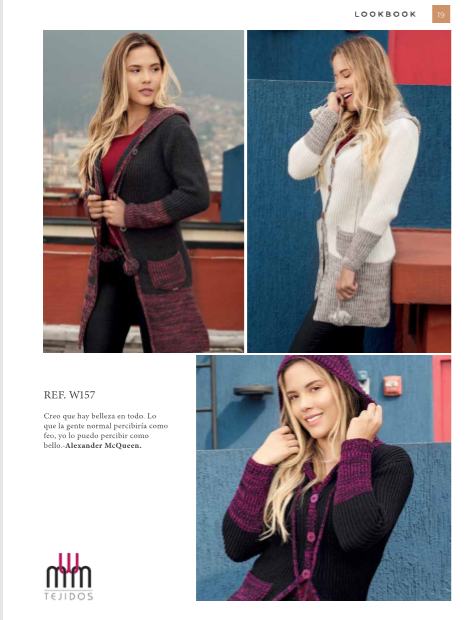 LOOKBOOK 19
REF. W157
Creo que hay belleza en todo. Lo
que la gente normal percibiría como
feo, yo lo puedo percibir como
bello.-Alexander McQueen.
mym
TEJIDOS